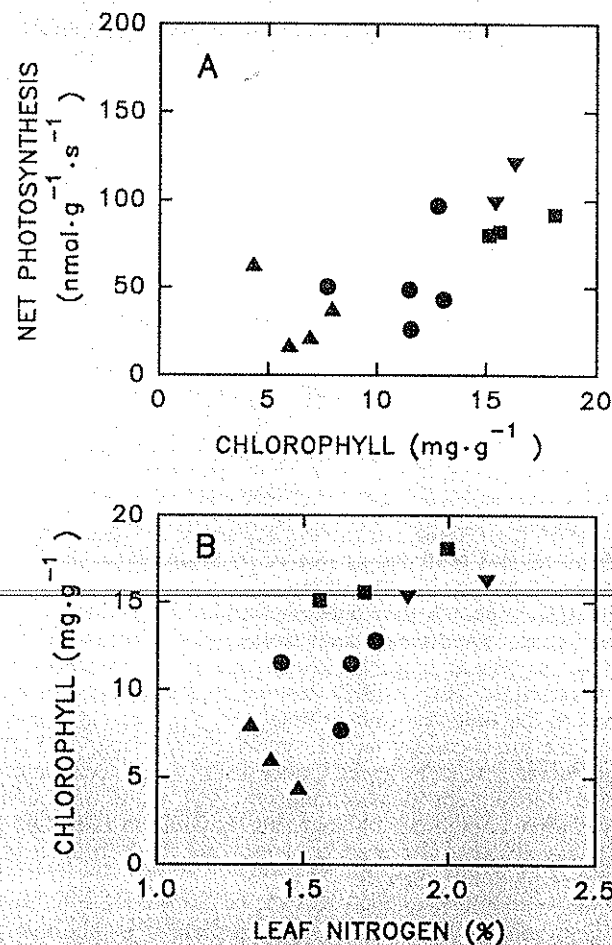 A
NET PHOTOSYNTHESIS
(nmol·g⁻¹·s⁻¹)
200
150
100
50
0
0 5 10 15 20
CHLOROPHYLL (mg·g⁻¹)
B
CHLOROPHYLL (mg·g⁻¹)
20
15
10
5
0
1.0 1.5 2.0 2.5
LEAF NITROGEN (%)